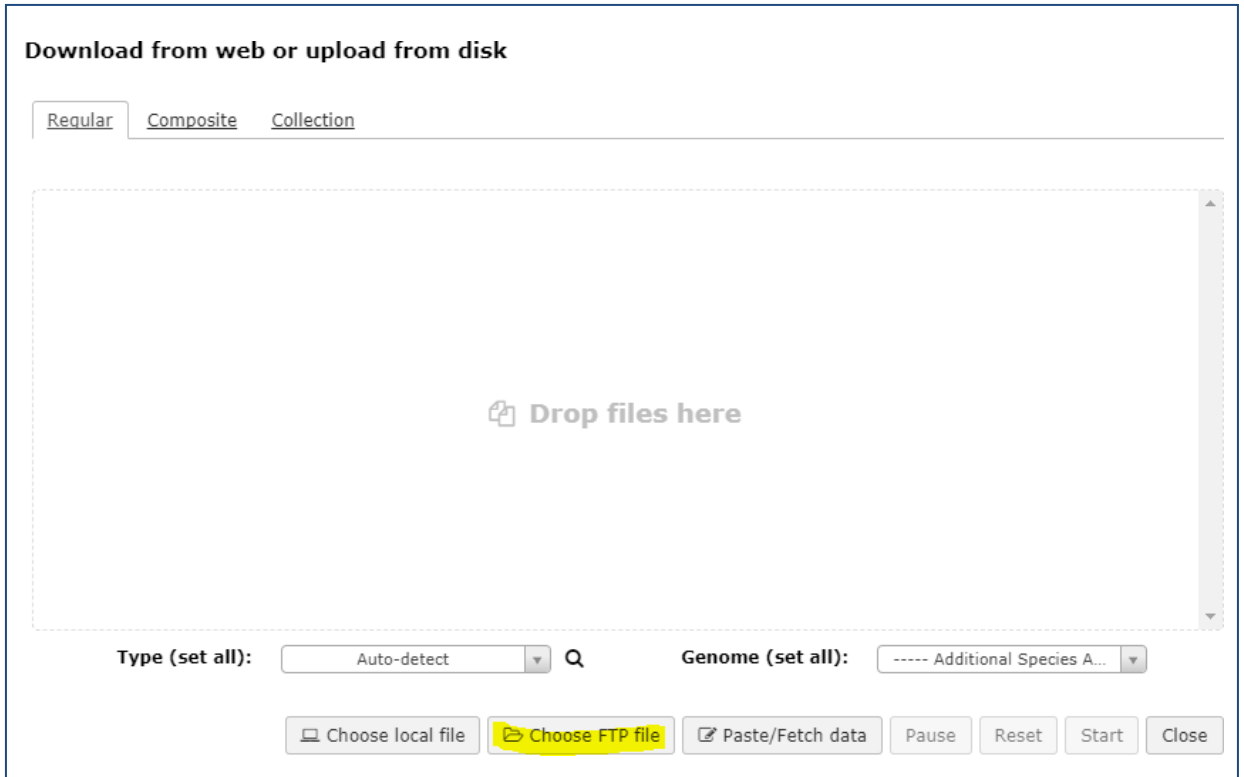 Download from web or upload from disk
Regular Composite Collection
Drop files here
Type (set all): Auto-detect Genome (set all): ----- Additional Species A...
Choose local file Choose FTP file Paste/Fetch data Pause Reset Start Close